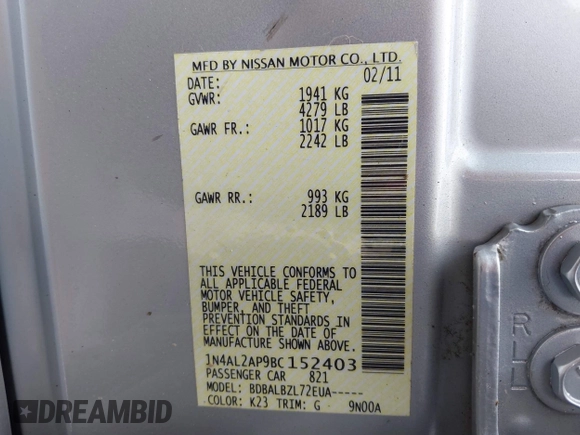 MFD BY NISSAN MOTOR CO., LTD.
DATE: 02/11
GVWR: 1941 KG
4279 LB
GAWR FR.: 1017 KG
2242 LB
GAWR RR.: 993 KG
2189 LB
THIS VEHICLE CONFORMS TO
ALL APPLICABLE FEDERAL
MOTOR VEHICLE SAFETY,
BUMPER, AND THEFT
PREVENTION STANDARDS IN
EFFECT ON THE DATE OF
MANUFACTURE SHOWN ABOVE.
1N4AL2AP9BC152403
PASSENGER CAR 821
MODEL: BDBALBZL72EUA-----
COLOR: K23 TRIM: G 9N00A
RLD
DREAMBID